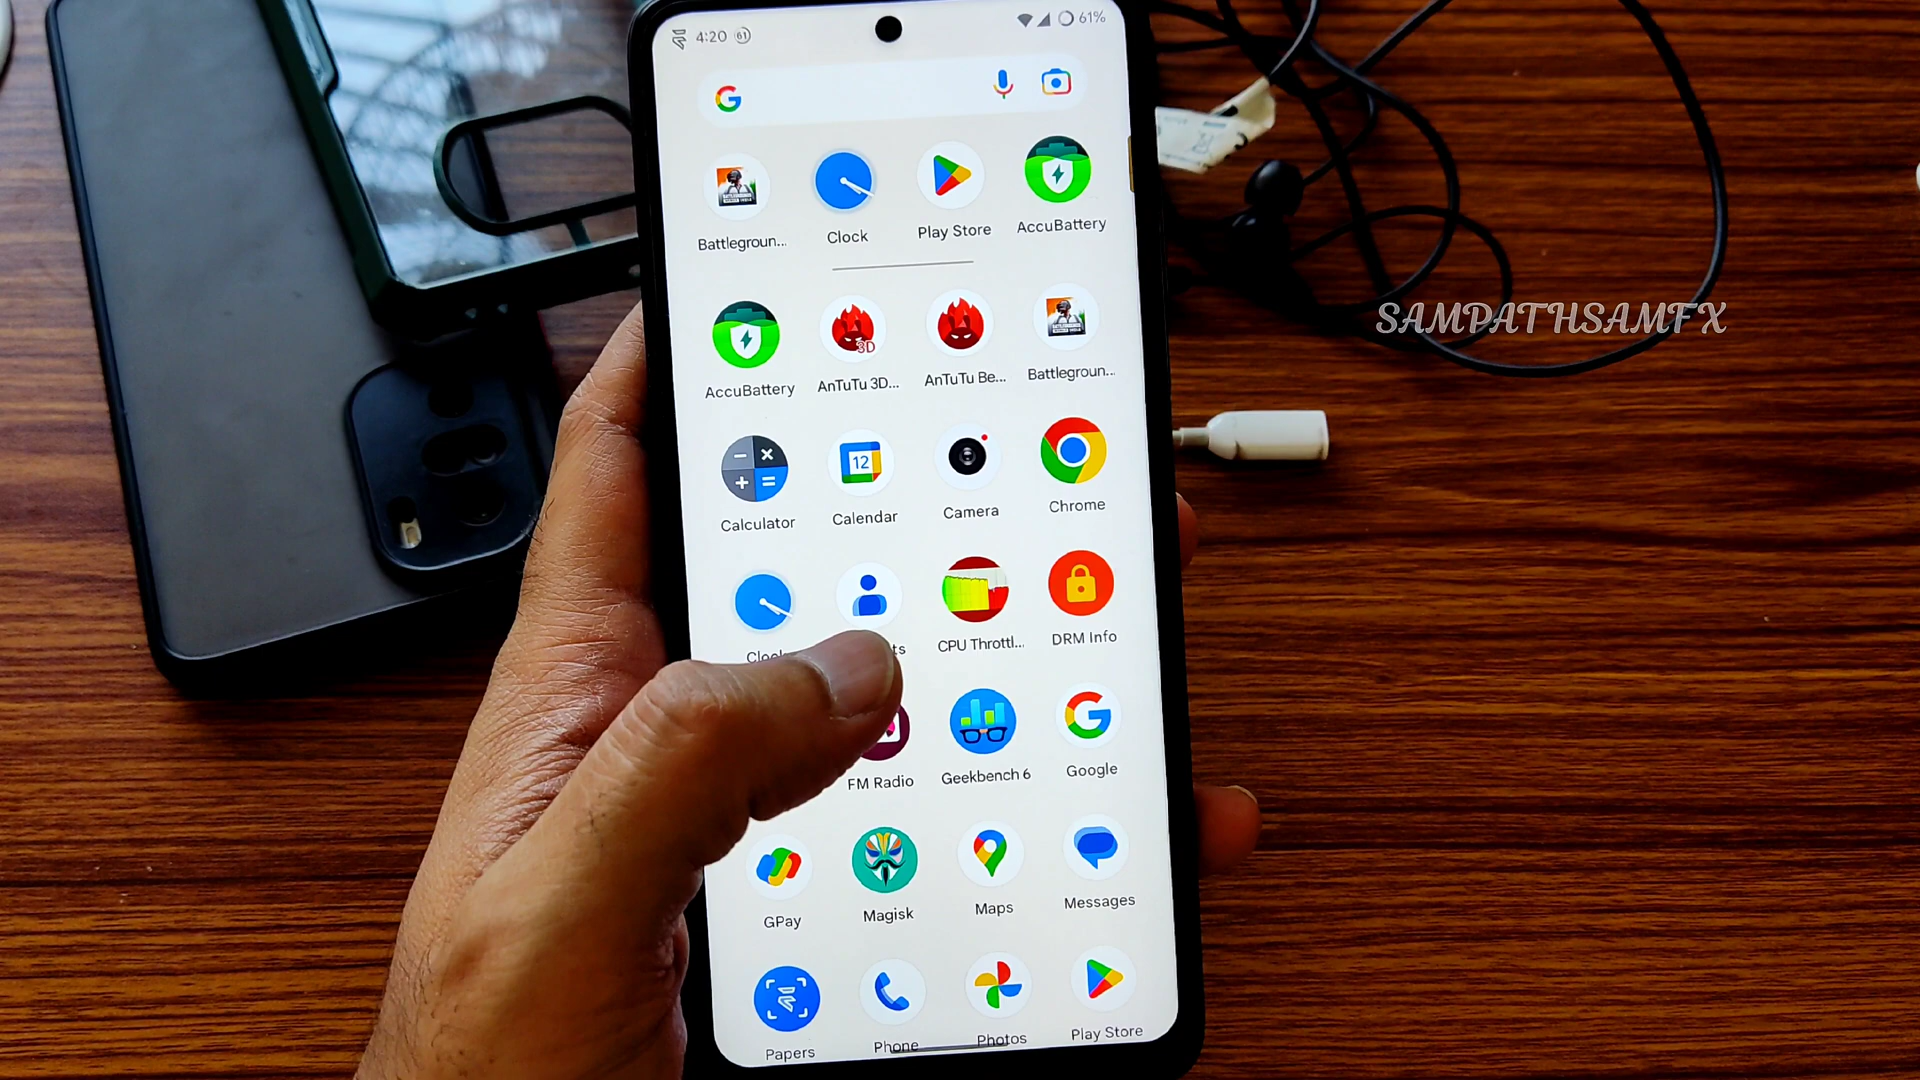 4:20 61 61%
Battlegroun... Clock Play Store AccuBattery
AccuBattery AnTuTu 3D... AnTuTu Be... Battlegroun...
SAMPATHSAMFX
Calculator Calendar Camera Chrome
12
CPU Throttl... DRM Info
FM Radio Geekbench 6 Google
GPay Magisk Maps Messages
Papers Phone Photos Play Store